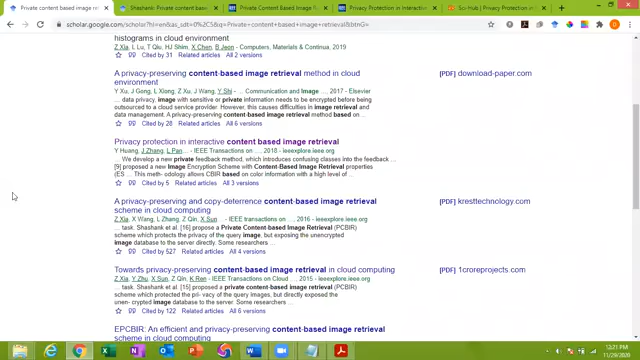 Private content based image re
Shashank: Private content bas
Private Content Based Image R
Privacy Protection in Interactive
Sci-Hub | Privacy Protection in
scholar.google.com/scholar?hl=en&as_sdt=0%2C5&q=Private+content+based+image+retrieval&btnG=
histograms in cloud environment
Z Xia, L Lu, T Qiu, HJ Shim, X Chen, B Jeon - Computers, Materials & Continua, 2019
Cited by 31 Related articles All 2 versions
A privacy-preserving content-based image retrieval method in cloud
environment
[PDF] download-paper.com
Y Xu, J Gong, L Xiong, Z Xu, J Wang, Y Shi - … Communication and Image …, 2017 - Elsevier
… data privacy, image with sensitive or private information needs to be encrypted before being
outsourced to a cloud service provider. However, this causes difficulties in image retrieval and
data management. A privacy-preserving content-based image retrieval method based on …
Cited by 28 Related articles All 6 versions
Privacy protection in interactive content based image retrieval
Y Huang, J Zhang, L Pan… - IEEE Transactions on …, 2018 - ieeexplore.ieee.org
… We develop a new private feedback method, which introduces confusing classes into the feedback …
[9] proposed a new Image Encryption Scheme with Content-Based Image Retrieval properties
(ES … This methodology allows CBIR based on color information with a high level of …
Cited by 5 Related articles All 3 versions
A privacy-preserving and copy-deterrence content-based image retrieval
scheme in cloud computing
[PDF] kresttechnology.com
Z Xia, X Wang, L Zhang, Z Qin, X Sun… - IEEE transactions on …, 2016 - ieeexplore.ieee.org
… task. Shashank et al. [16] propose a Private Content-Based Image Retrieval (PCBIR)
scheme which protects the privacy of the query image, but exposing the unencrypted
image database to the server directly. Some researchers …
Cited by 527 Related articles All 4 versions
Towards privacy-preserving content-based image retrieval in cloud computing
[PDF] 1croreprojects.com
Z Xia, Y Zhu, X Sun, Z Qin, K Ren - IEEE Transactions on Cloud …, 2015 - ieeexplore.ieee.org
… task. Shashank et al. [15] propose a private content-based image retrieval (PCBIR)
scheme which protected the pri- vacy of the query images, but directly exposed the
unen- crypted image database to the server. Some researchers …
Cited by 122 Related articles All 6 versions
EPCBIR: An efficient and privacy-preserving content-based image retrieval
scheme in cloud computing
12:21 PM
11/29/2020